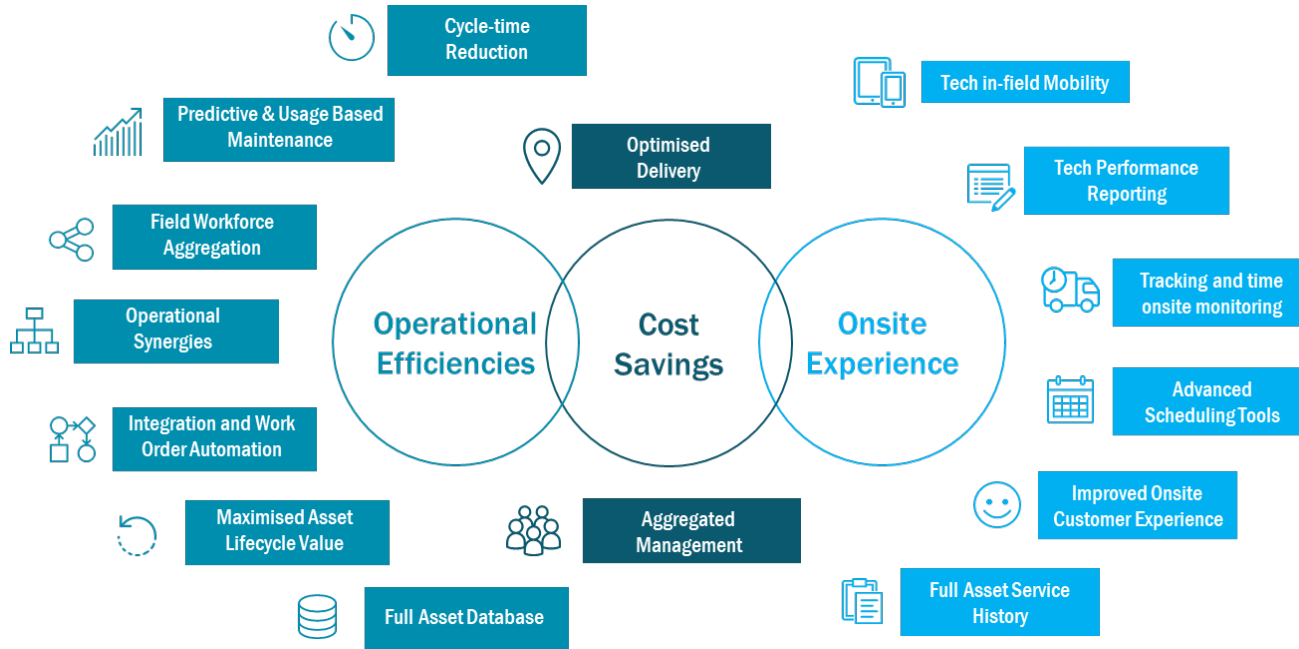 Cycle-time
Reduction
Predictive & Usage Based
Maintenance
Field Workforce
Aggregation
Operational
Synergies
Integration and Work
Order Automation
Maximised Asset
Lifecycle Value
Full Asset Database
Optimised
Delivery
Operational
Efficiencies
Cost
Savings
Onsite
Experience
Aggregated
Management
Tech in-field Mobility
Tech Performance
Reporting
Tracking and time
onsite monitoring
Advanced
Scheduling Tools
Improved Onsite
Customer Experience
Full Asset Service
History